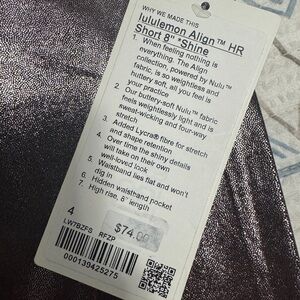 WHY WE MADE THIS
lululemon Align™ HR
Short 8" *Shine
1. When feeling nothing is
everything. The Align
collection, powered by Nulu™
fabric, is so weightless and
buttery soft, all you feel is
your practice
2. Our buttery-soft Nulu™ fabric
feels weightlessly light and is
sweat-wicking and four-way
stretch
3. Added Lycra® fibre for stretch
and shape retention
4. Over time the shiny details
will take on their own
well-loved look
5. Waistband lies flat and won't
dig in
6. Hidden waistband pocket
7. High rise, 8" length
4
$74.00
LW7BZFS RFZP
000139425275